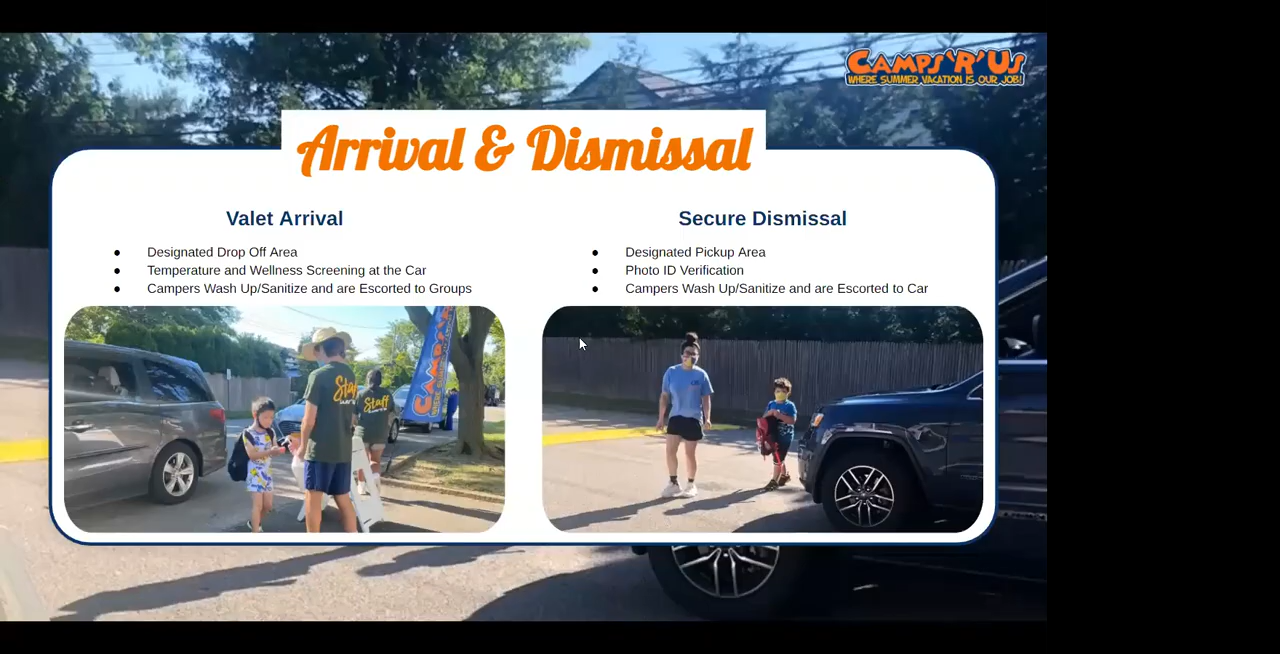 CAMPS 'R' US
WHERE SUMMER VACATION IS OUR JOB!
Arrival & Dismissal
Valet Arrival
● Designated Drop Off Area
● Temperature and Wellness Screening at the Car
● Campers Wash Up/Sanitize and are Escorted to Groups
Secure Dismissal
● Designated Pickup Area
● Photo ID Verification
● Campers Wash Up/Sanitize and are Escorted to Car
Staff
Staff
CAMPS